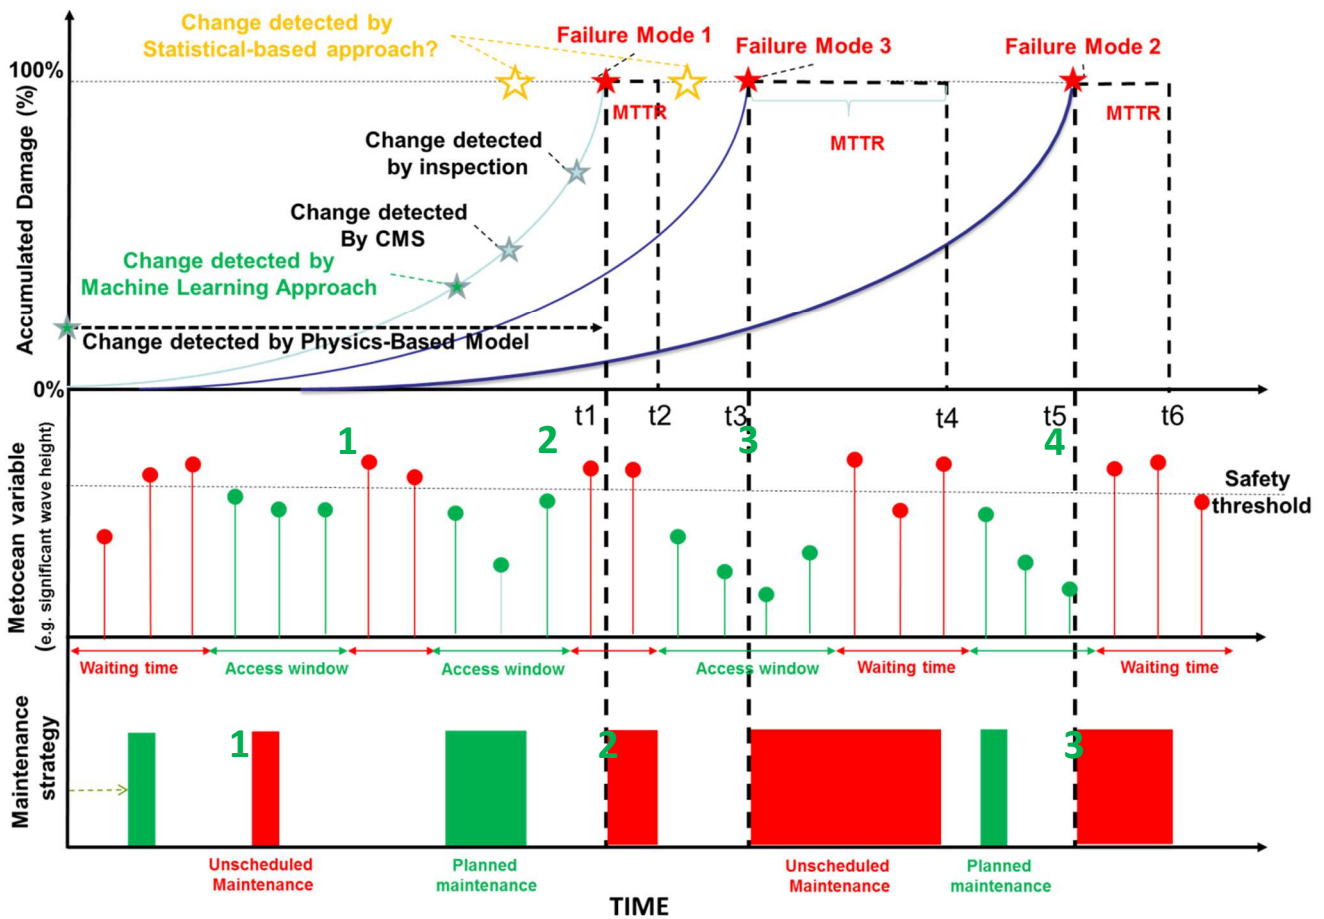 Change detected by
Statistical-based approach?
Failure Mode 1
Failure Mode 3
Failure Mode 2
100%
MTTR
MTTR
MTTR
Change detected
by inspection
Change detected
By CMS
Change detected by
Machine Learning Approach
Change detected by Physics-Based Model
Accumulated Damage (%)
0%
t1
t2
t3
t4
t5
t6
1
2
3
4
Metocean variable
(e.g. significant wave height)
Safety
threshold
Waiting time
Access window
Access window
Access window
Waiting time
Waiting time
Maintenance
strategy
1
2
3
Unscheduled
Maintenance
Planned
maintenance
Unscheduled
Maintenance
Planned
maintenance
TIME